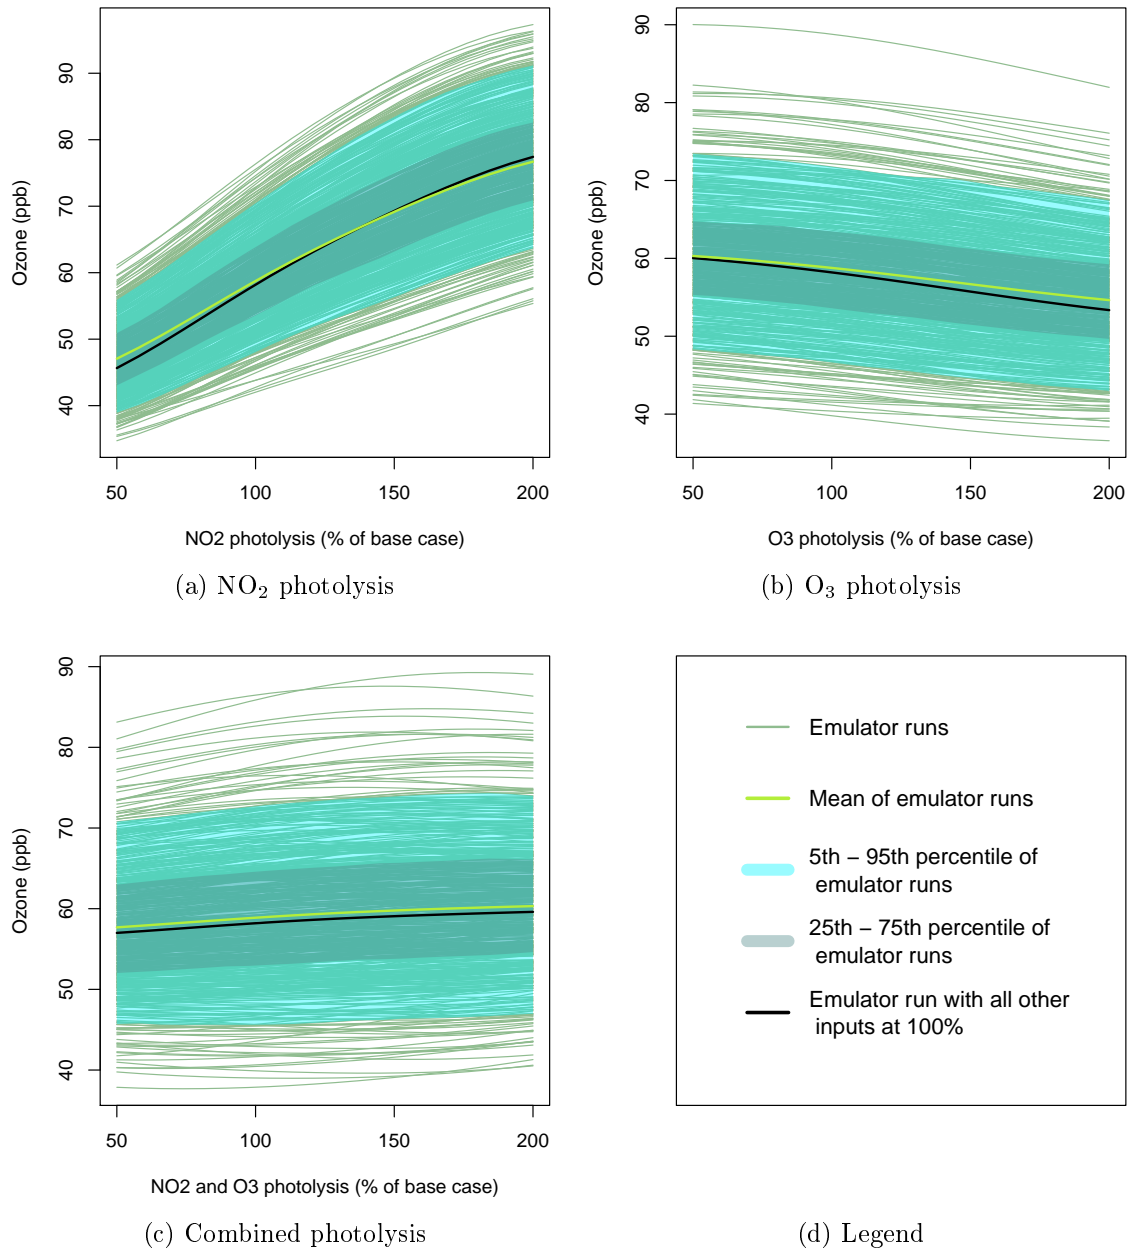 90
80
70
60
50
40
Ozone (ppb)
50 100 150 200
NO2 photolysis (% of base case)
(a) NO₂ photolysis
90
80
70
60
50
40
Ozone (ppb)
50 100 150 200
O3 photolysis (% of base case)
(b) O₃ photolysis
90
80
70
60
50
40
Ozone (ppb)
50 100 150 200
NO2 and O3 photolysis (% of base case)
(c) Combined photolysis
Emulator runs
Mean of emulator runs
5th − 95th percentile of
emulator runs
25th − 75th percentile of
emulator runs
Emulator run with all other
inputs at 100%
(d) Legend